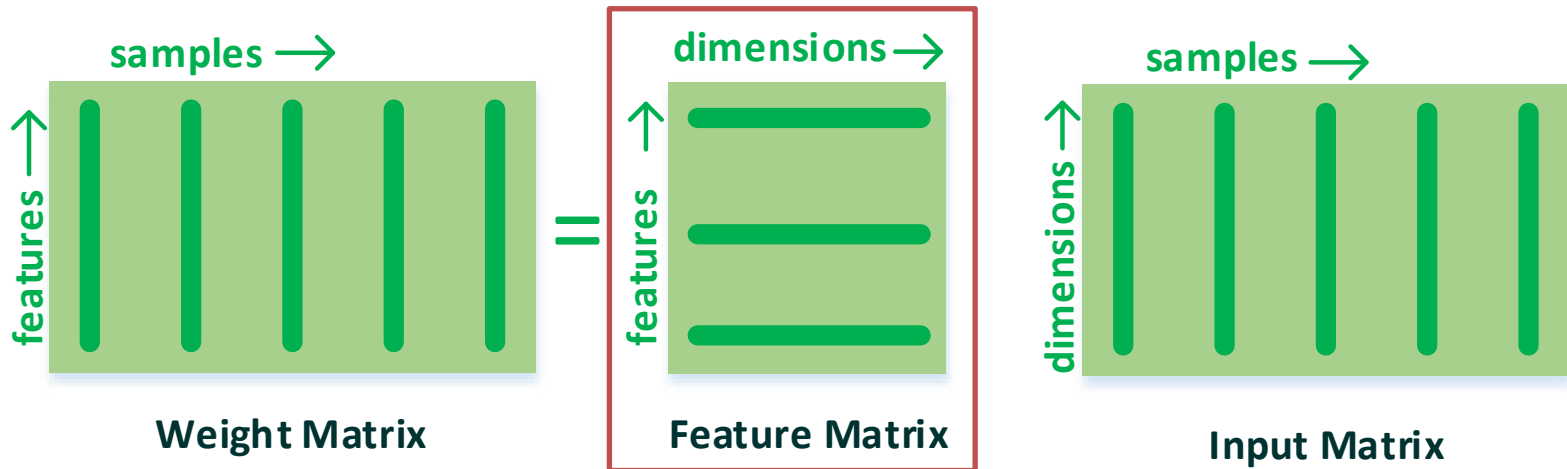 samples →
features →
Weight Matrix
=
dimensions →
features →
Feature Matrix
samples →
dimensions →
Input Matrix